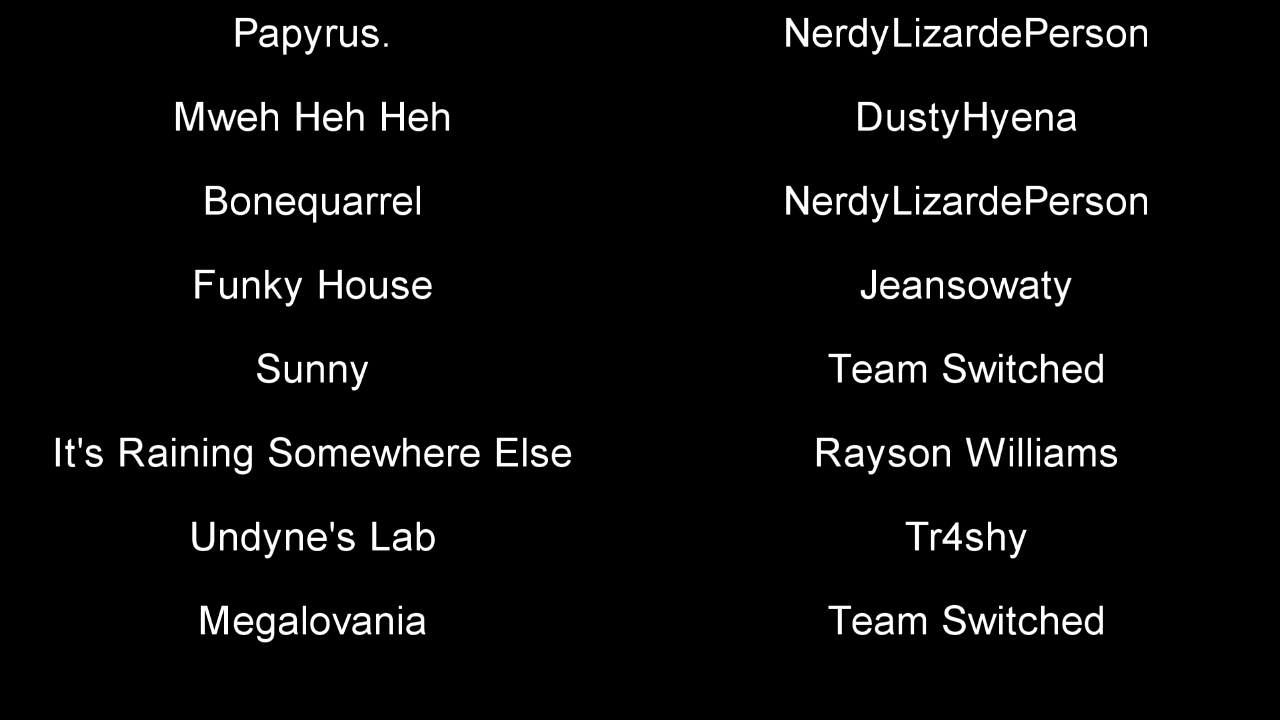 Papyrus. NerdyLizardePerson
Mweh Heh Heh DustyHyena
Bonequarrel NerdyLizardePerson
Funky House Jeansowaty
Sunny Team Switched
It's Raining Somewhere Else Rayson Williams
Undyne's Lab Tr4shy
Megalovania Team Switched